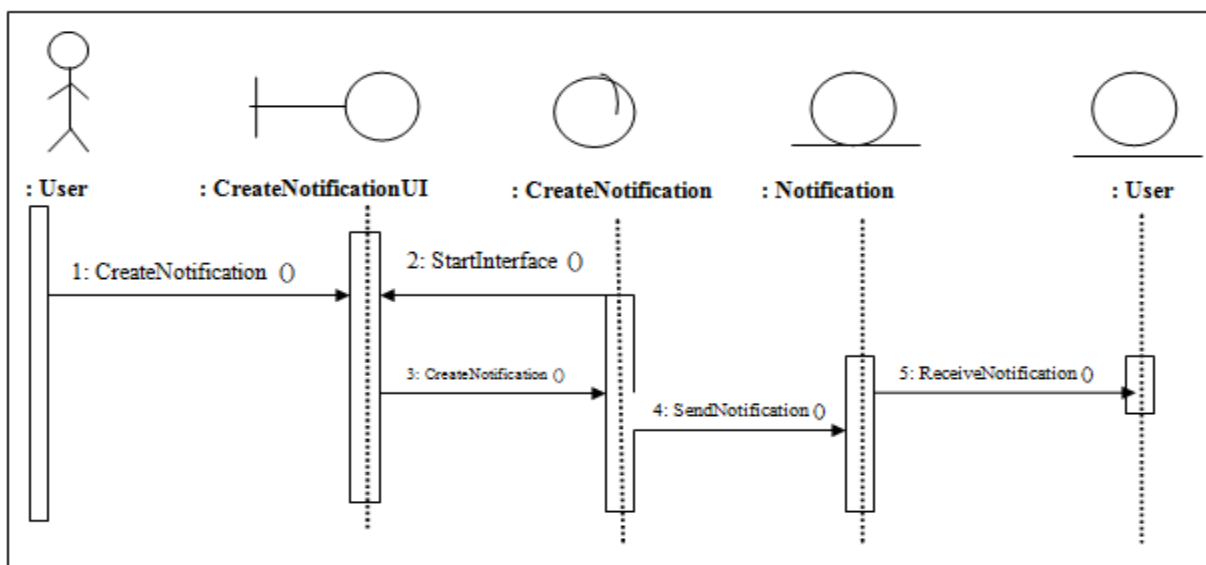 : User
: CreateNotificationUI
: CreateNotification
: Notification
: User
1: CreateNotification ()
2: StartInterface ()
3: CreateNotification ()
4: SendNotification ()
5: ReceiveNotification ()